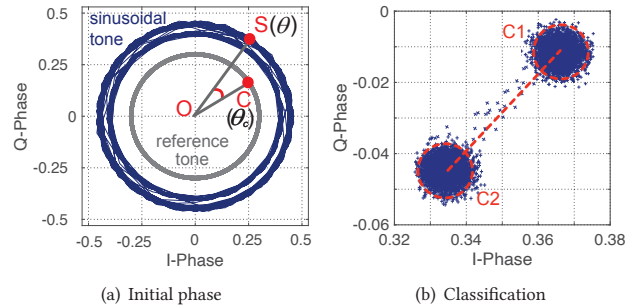 sinusoidal
tone
S(θ)
O
C
(θc)
reference
tone
0.5
0.25
0
-0.25
-0.5
Q-Phase
-0.5
-0.25
0
0.25
0.5
I-Phase
(a) Initial phase
C1
C2
0
-0.02
-0.04
-0.06
Q-Phase
0.32
0.34
0.36
0.38
I-Phase
(b) Classification